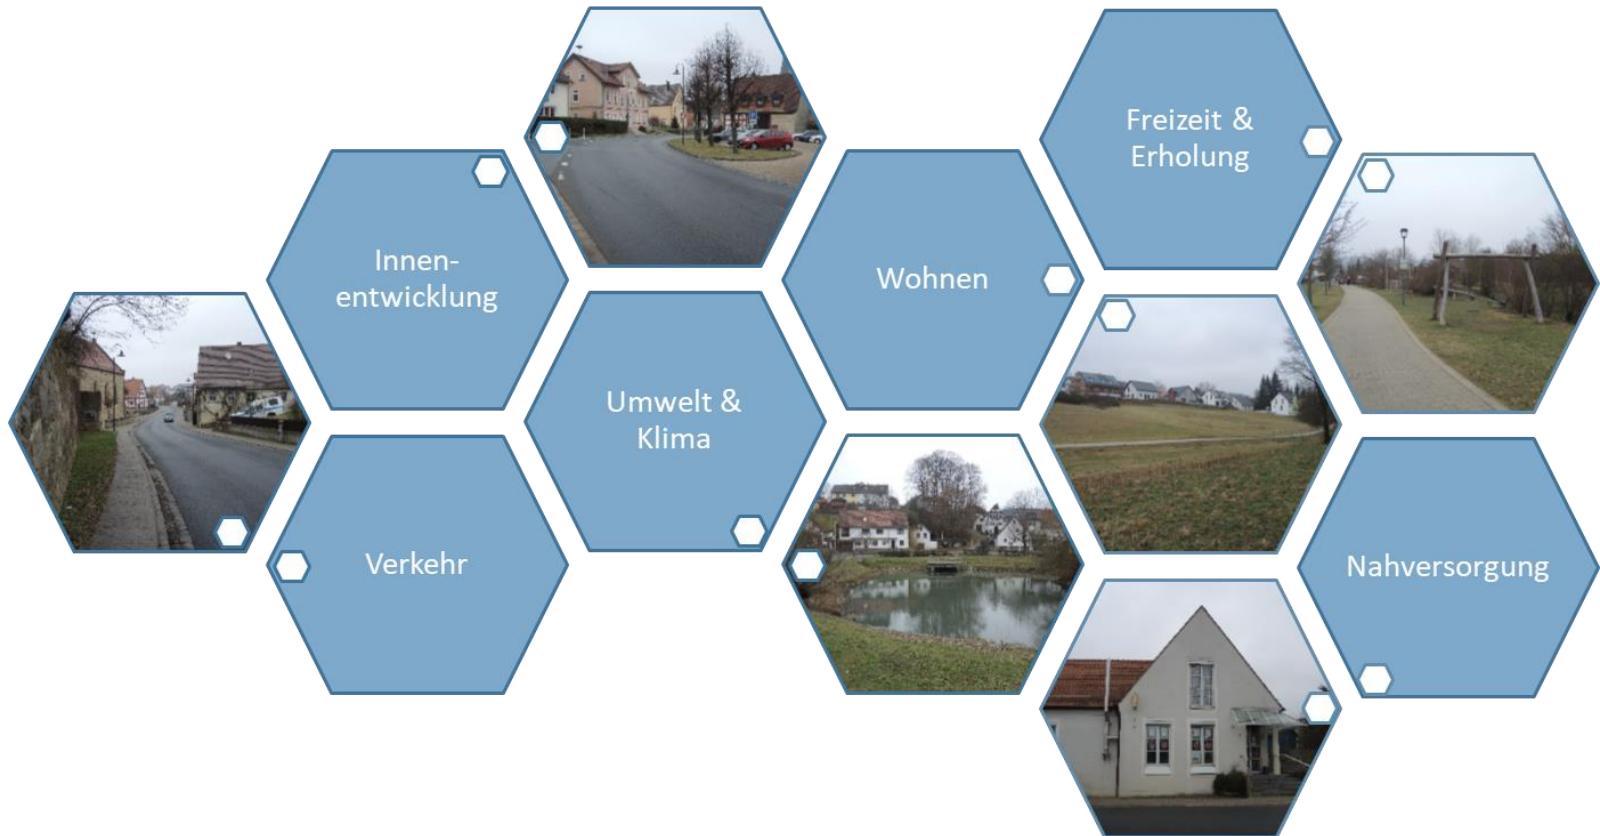 Freizeit &
Erholung
Innen-
entwicklung
Wohnen
Umwelt &
Klima
Verkehr
Nahversorgung